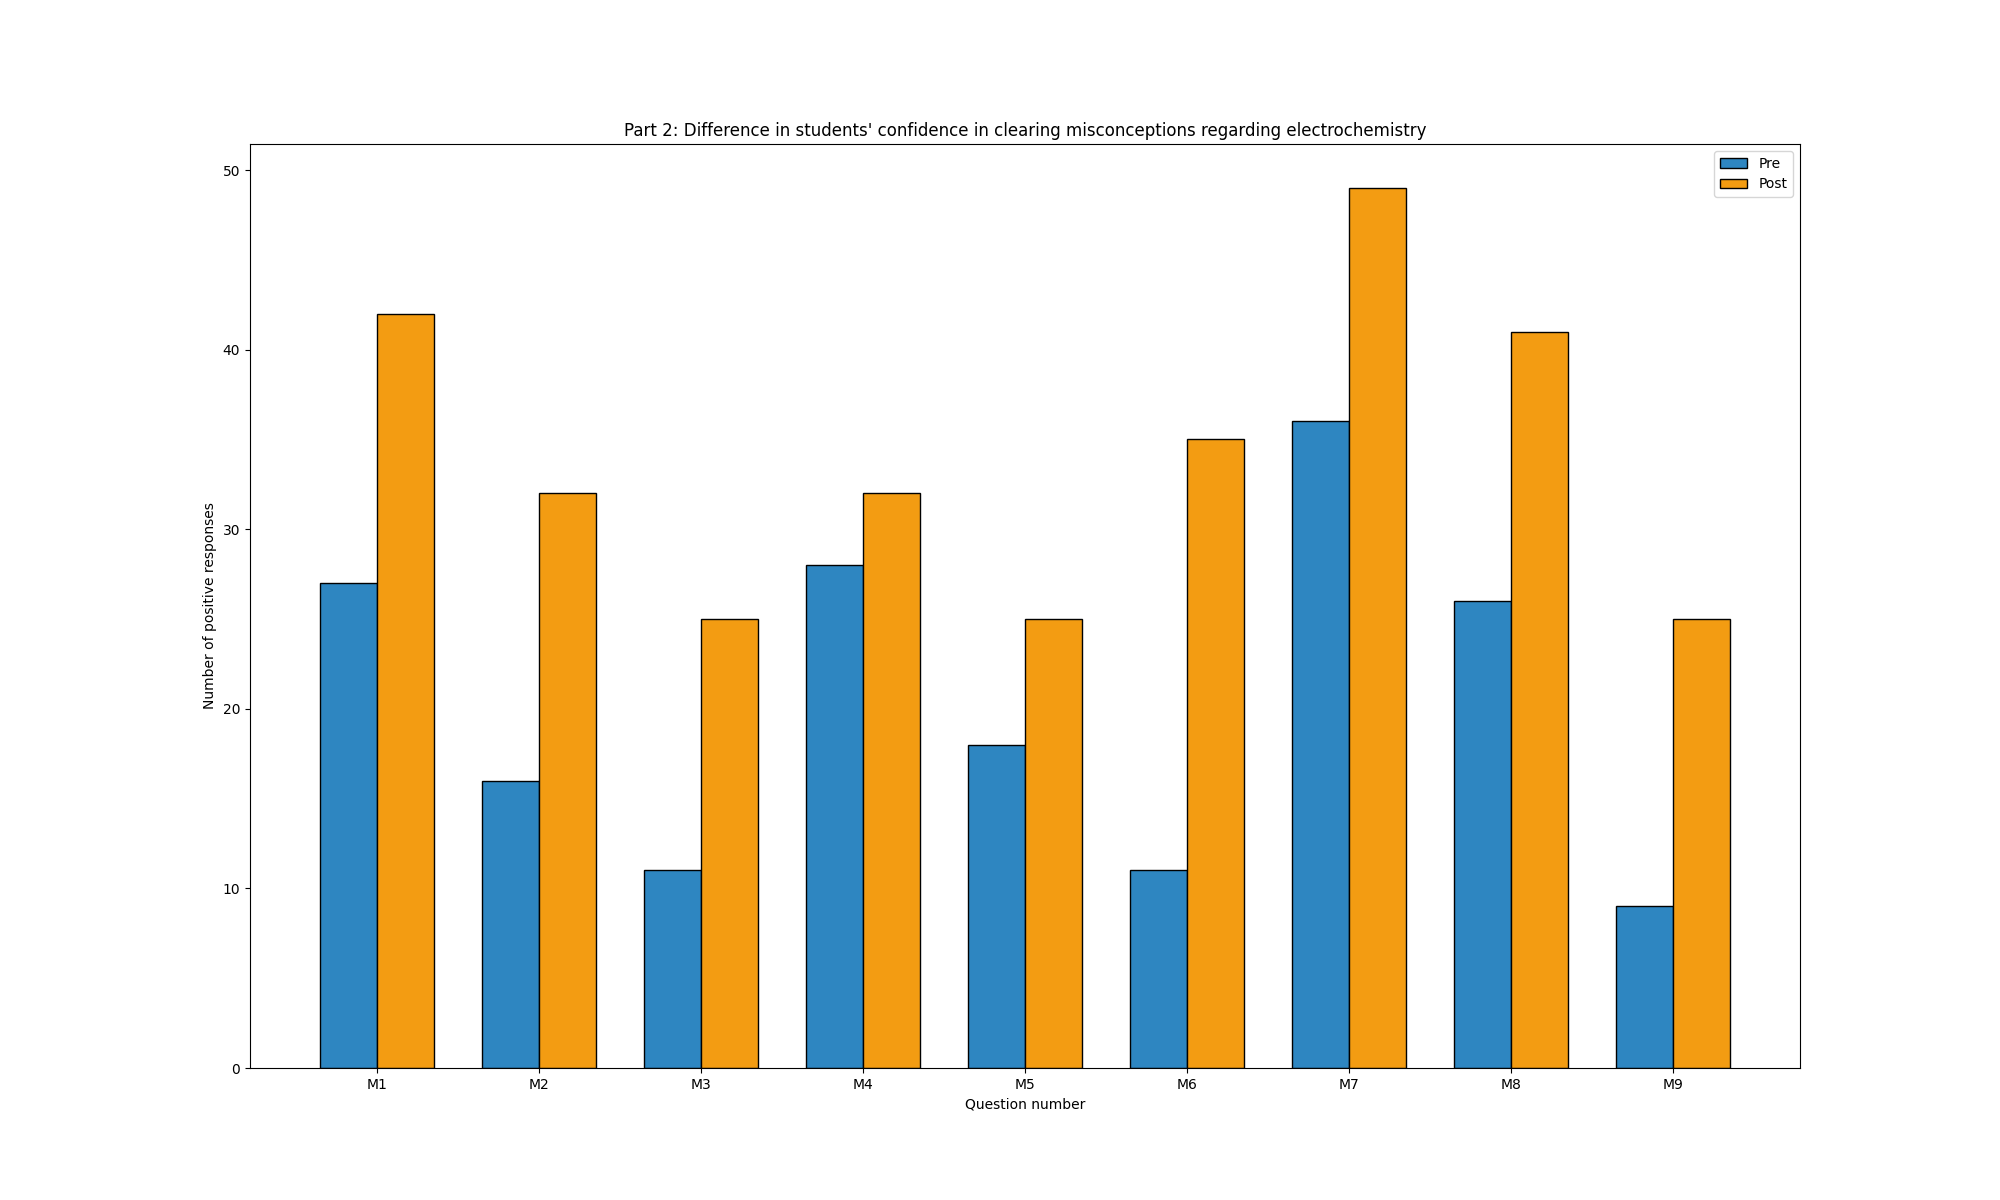 Part 2: Difference in students' confidence in clearing misconceptions regarding electrochemistry
Pre
Post
50
40
30
20
10
0
Number of positive responses
M1 M2 M3 M4 M5 M6 M7 M8 M9
Question number